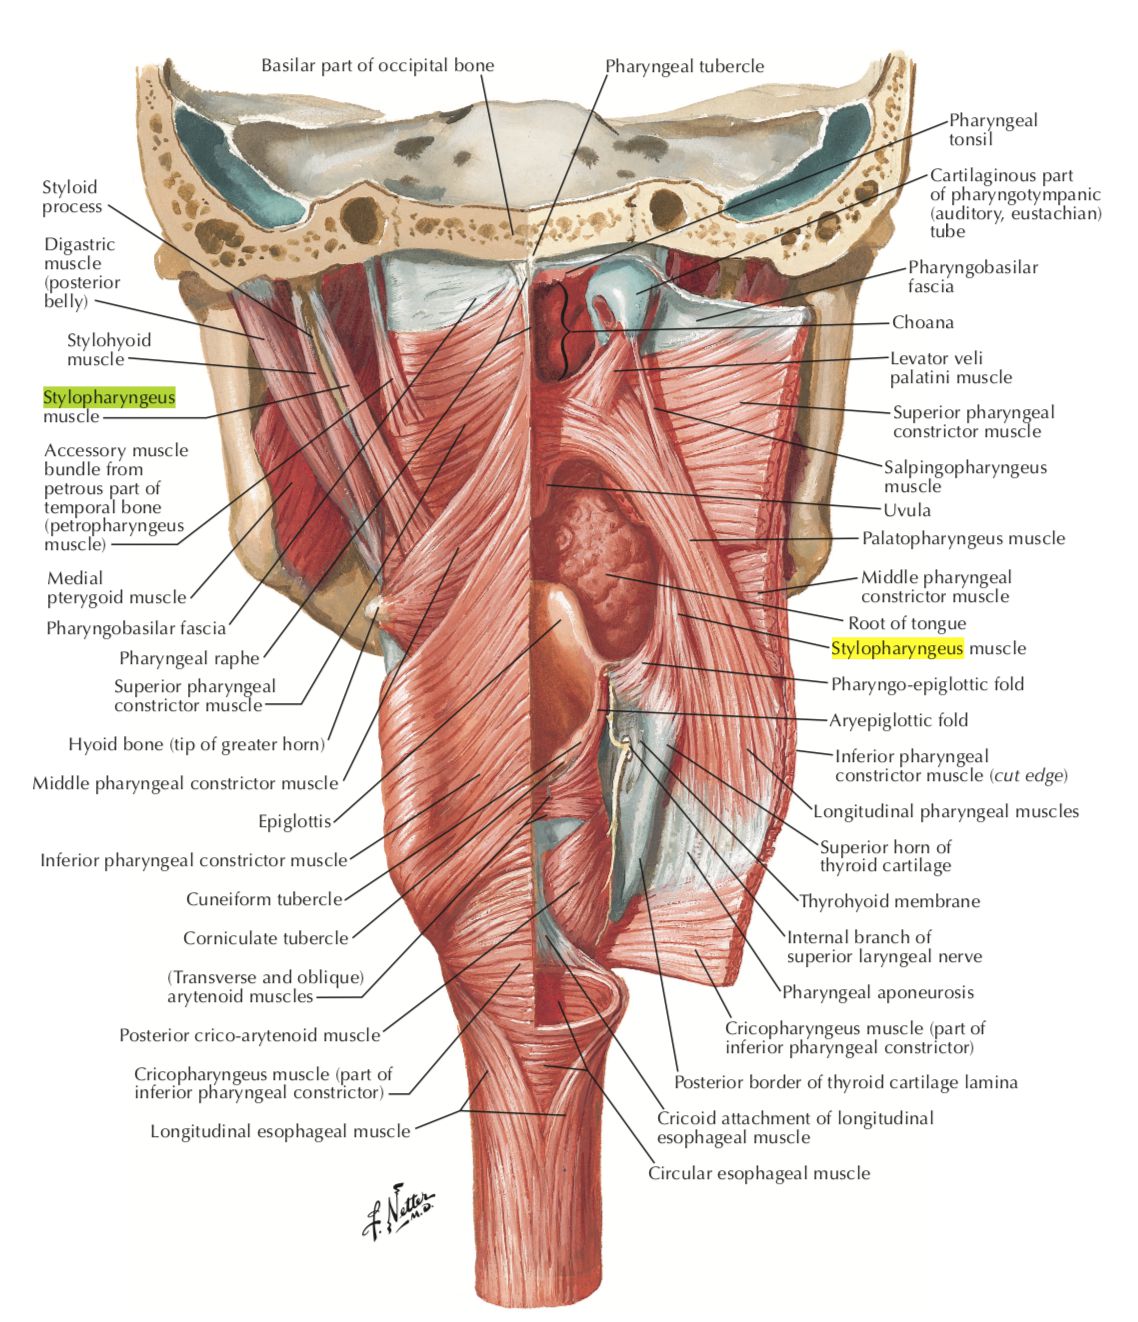 Basilar part of occipital bone
Pharyngeal tubercle
Styloid
process
Digastric
muscle
(posterior
belly)
Stylohyoid
muscle
Stylopharyngeus
muscle
Accessory muscle
bundle from
petrous part of
temporal bone
(petropharyngeus
muscle)
Medial
pterygoid muscle
Pharyngobasilar fascia
Pharyngeal raphe
Superior pharyngeal
constrictor muscle
Hyoid bone (tip of greater horn)
Middle pharyngeal constrictor muscle
Epiglottis
Inferior pharyngeal constrictor muscle
Cuneiform tubercle
Corniculate tubercle
(Transverse and oblique)
arytenoid muscles
Posterior crico-arytenoid muscle
Cricopharyngeus muscle (part of
inferior pharyngeal constrictor)
Longitudinal esophageal muscle
Pharyngeal
tonsil
Cartilaginous part
of pharyngotympanic
(auditory, eustachian)
tube
Pharyngobasilar
fascia
Choana
Levator veli
palatini muscle
Superior pharyngeal
constrictor muscle
Salpingopharyngeus
muscle
Uvula
Palatopharyngeus muscle
Middle pharyngeal
constrictor muscle
Root of tongue
Stylopharyngeus muscle
Pharyngo-epiglottic fold
Aryepiglottic fold
Inferior pharyngeal
constrictor muscle (cut edge)
Longitudinal pharyngeal muscles
Superior horn of
thyroid cartilage
Thyrohyoid membrane
Internal branch of
superior laryngeal nerve
Pharyngeal aponeurosis
Cricopharyngeus muscle (part of
inferior pharyngeal constrictor)
Posterior border of thyroid cartilage lamina
Cricoid attachment of longitudinal
esophageal muscle
Circular esophageal muscle
F. Netter
M.D.